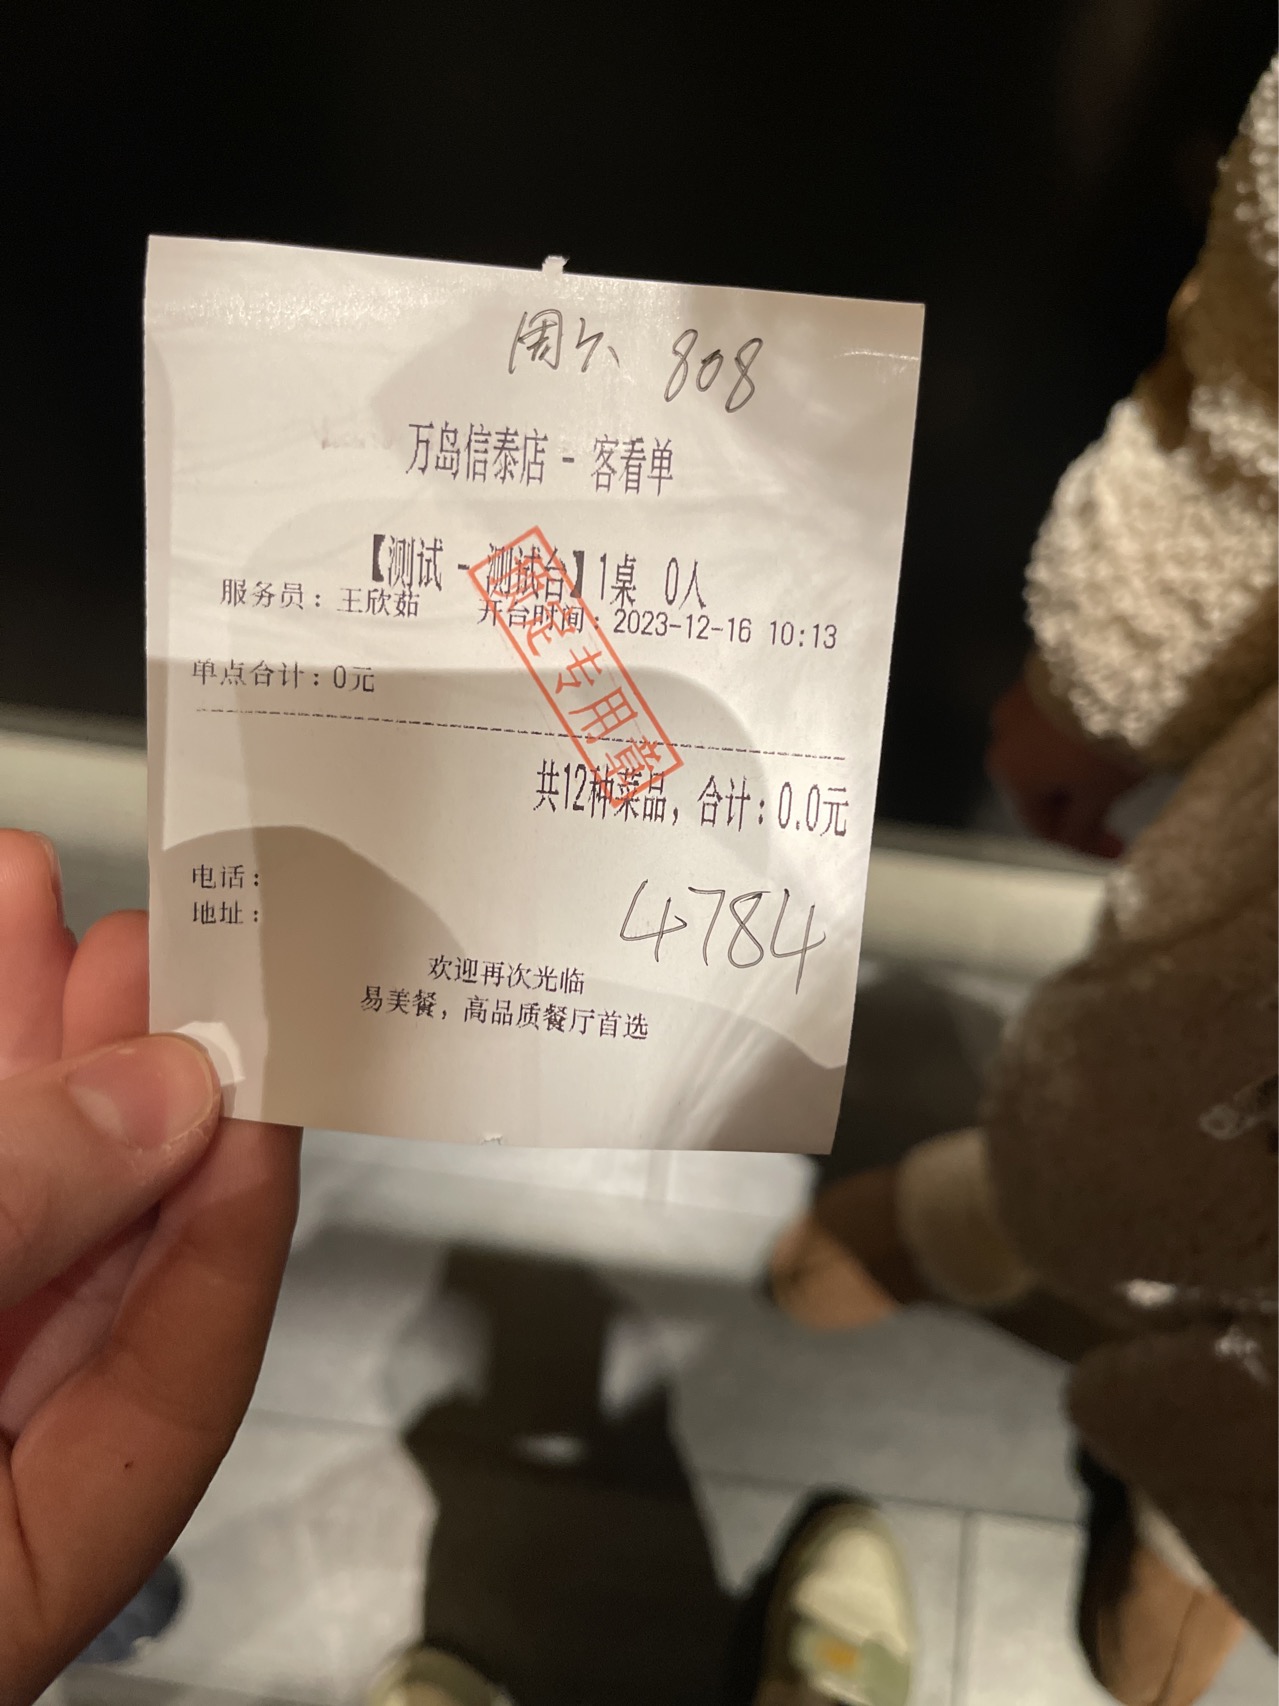 周六 808
万岛信泰店 - 客看单
【测试 - 测试台】1桌 0人
服务员：王欣茹 开台时间：2023-12-16 10:13
单点合计：0元
专用章
共12种菜品，合计：0.0元
电话：
地址：
4784
欢迎再次光临
易美餐，高品质餐厅首选